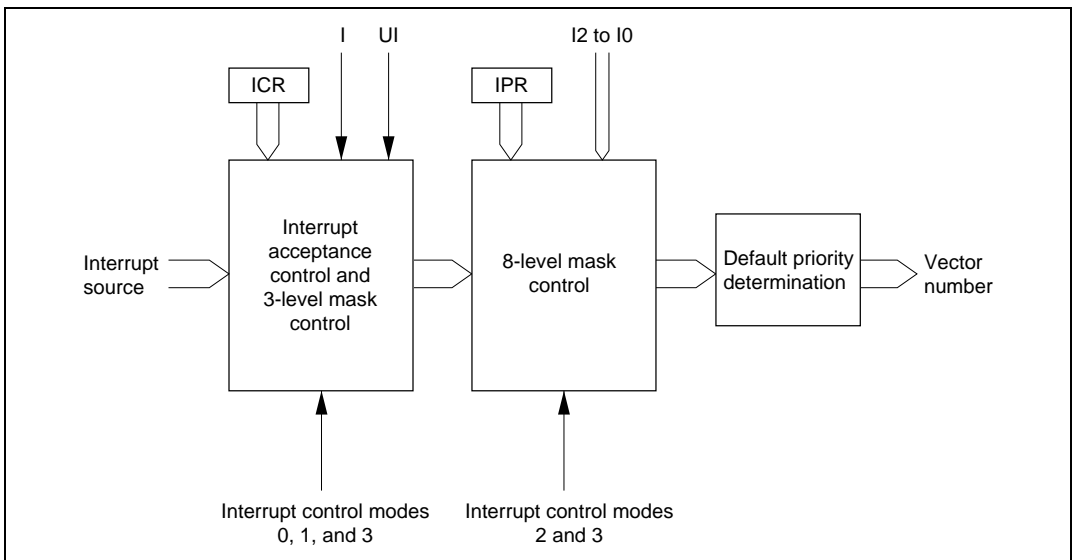 I
UI
I2 to I0
ICR
IPR
Interrupt
source
Interrupt
acceptance
control and
3-level mask
control
8-level mask
control
Default priority
determination
Vector
number
Interrupt control modes
0, 1, and 3
Interrupt control modes
2 and 3